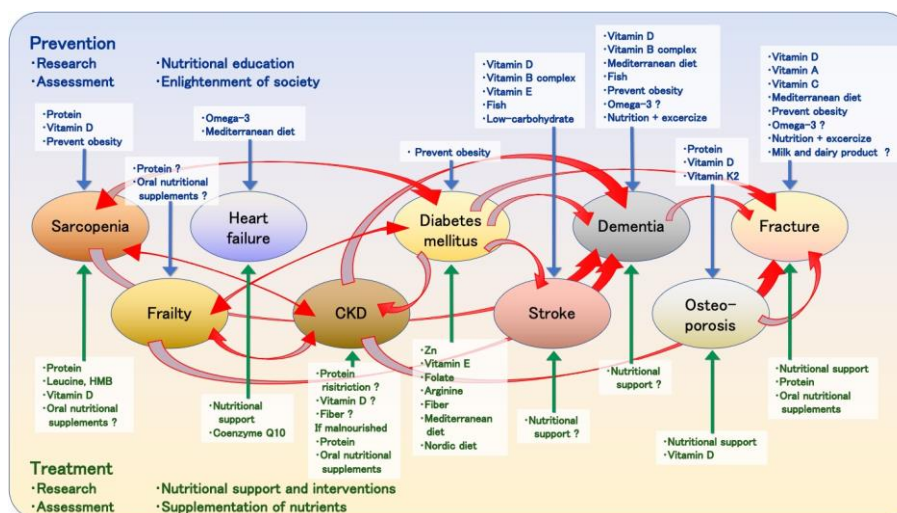 Prevention
・Research
・Nutritional education
・Assessment
・Enlightenment of society
・Protein
・Vitamin D
・Prevent obesity
・Protein ?
・Oral nutritional
supplements ?
・Omega-3
・Mediterranean diet
・Prevent obesity
・Vitamin D
・Vitamin B complex
・Vitamin E
・Fish
・Low-carbohydrate
・Vitamin D
・Vitamin B complex
・Mediterranean diet
・Fish
・Prevent obesity
・Omega-3 ?
・Nutrition + excercize
・Protein
・Vitamin D
・Vitamin K2
・Vitamin D
・Vitamin A
・Vitamin C
・Mediterranean diet
・Prevent obesity
・Omega-3 ?
・Nutrition + excercize
・Milk and dairy product ?
Sarcopenia
Heart
failure
Diabetes
mellitus
Dementia
Fracture
Frailty
CKD
Stroke
Osteo-
porosis
・Protein
・Leucine, HMB
・Vitamin D
・Oral nutritional
supplements ?
・Nutritional
support
・Coenzyme Q10
・Protein
risitriction ?
・Vitamin D ?
・Fiber ?
If malnourished
・Protein
・Oral nutritional
supplements
・Zn
・Vitamin E
・Folate
・Arginine
・Fiber
・Mediterranean
diet
・Nordic diet
・Nutritional
support ?
・Nutritional
support ?
・Nutritional support
・Vitamin D
・Nutritional support
・Protein
・Oral nutritional
supplements
Treatment
・Research
・Nutritional support and interventions
・Assessment
・Supplementation of nutrients